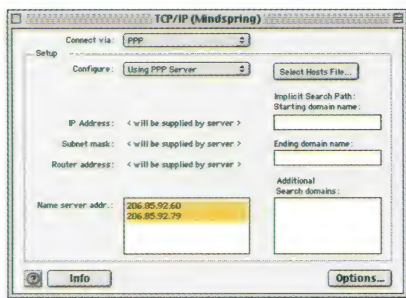 TCP/IP (Mindspring)
Connect via: PPP
Setup
Configure: Using PPP Server
Select Hosts File...
Implicit Search Path:
Starting domain name:
IP Address: < will be supplied by server >
Subnet mask: < will be supplied by server >
Ending domain name:
Router address: < will be supplied by server >
Additional
Search domains:
Name server addr.: 206.85.92.60
206.85.92.79
?
Info
Options...